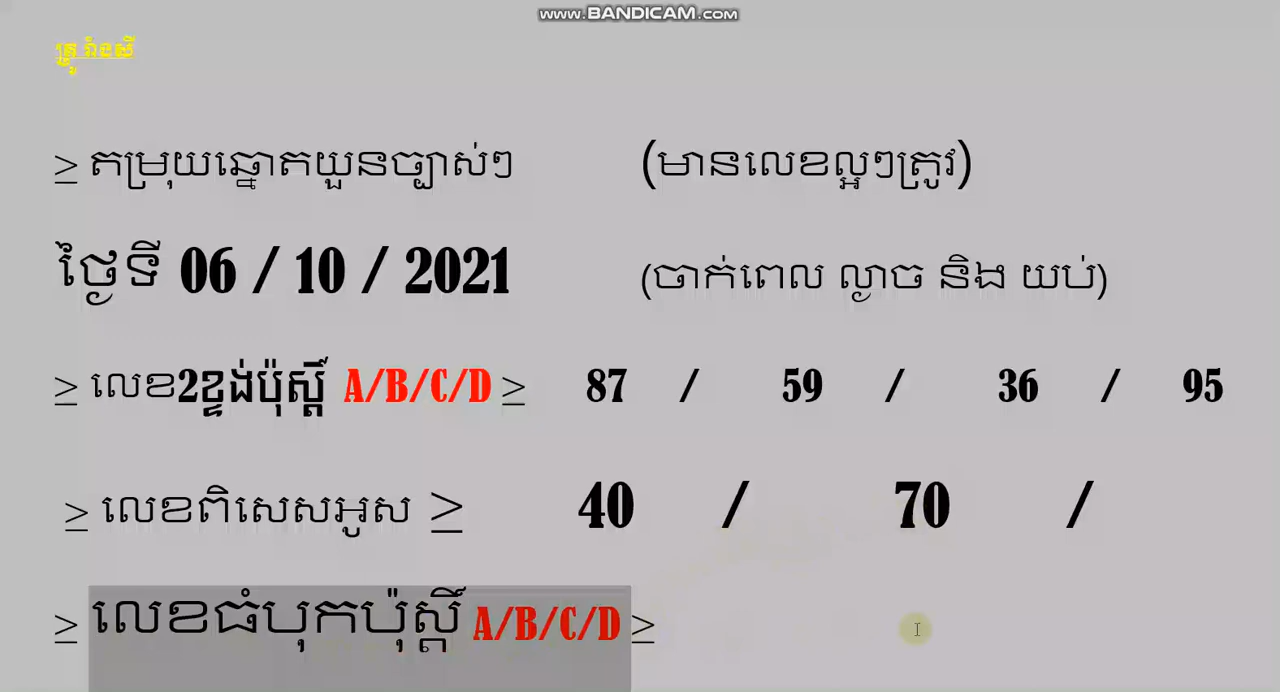 www.BANDICAM.com
គ្រូ រ៉ាងសី
≥ តម្រុយឆ្នោតយួនច្បាស់ៗ (មានលេខល្អៗត្រូវ)
ថ្ងៃទី 06 / 10 / 2021 (ចាក់ពេល ល្ងាច និង យប់)
≥ លេខ2ខ្ទង់ប៉ុស្តិ៍ A/B/C/D ≥ 87 / 59 / 36 / 95
≥ លេខពិសេសអូស ≥ 40 / 70 /
≥ លេខធំបុកប៉ុស្តិ៍ A/B/C/D ≥